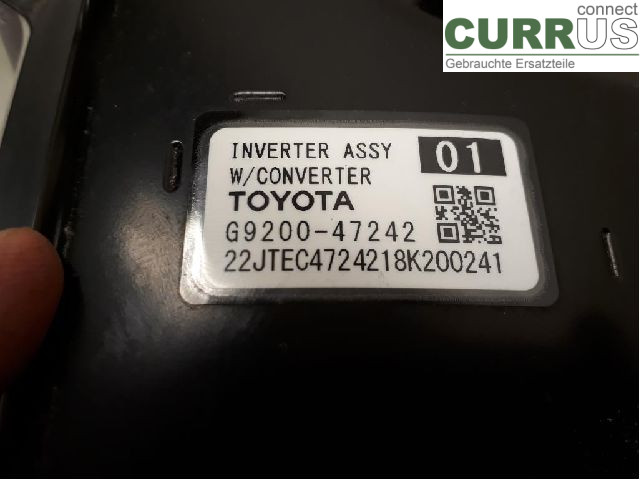 connect
CURRUS
Gebrauchte Ersatzteile
INVERTER ASSY 01
W/CONVERTER
TOYOTA
G9200-47242
22JTEC4724218K200241